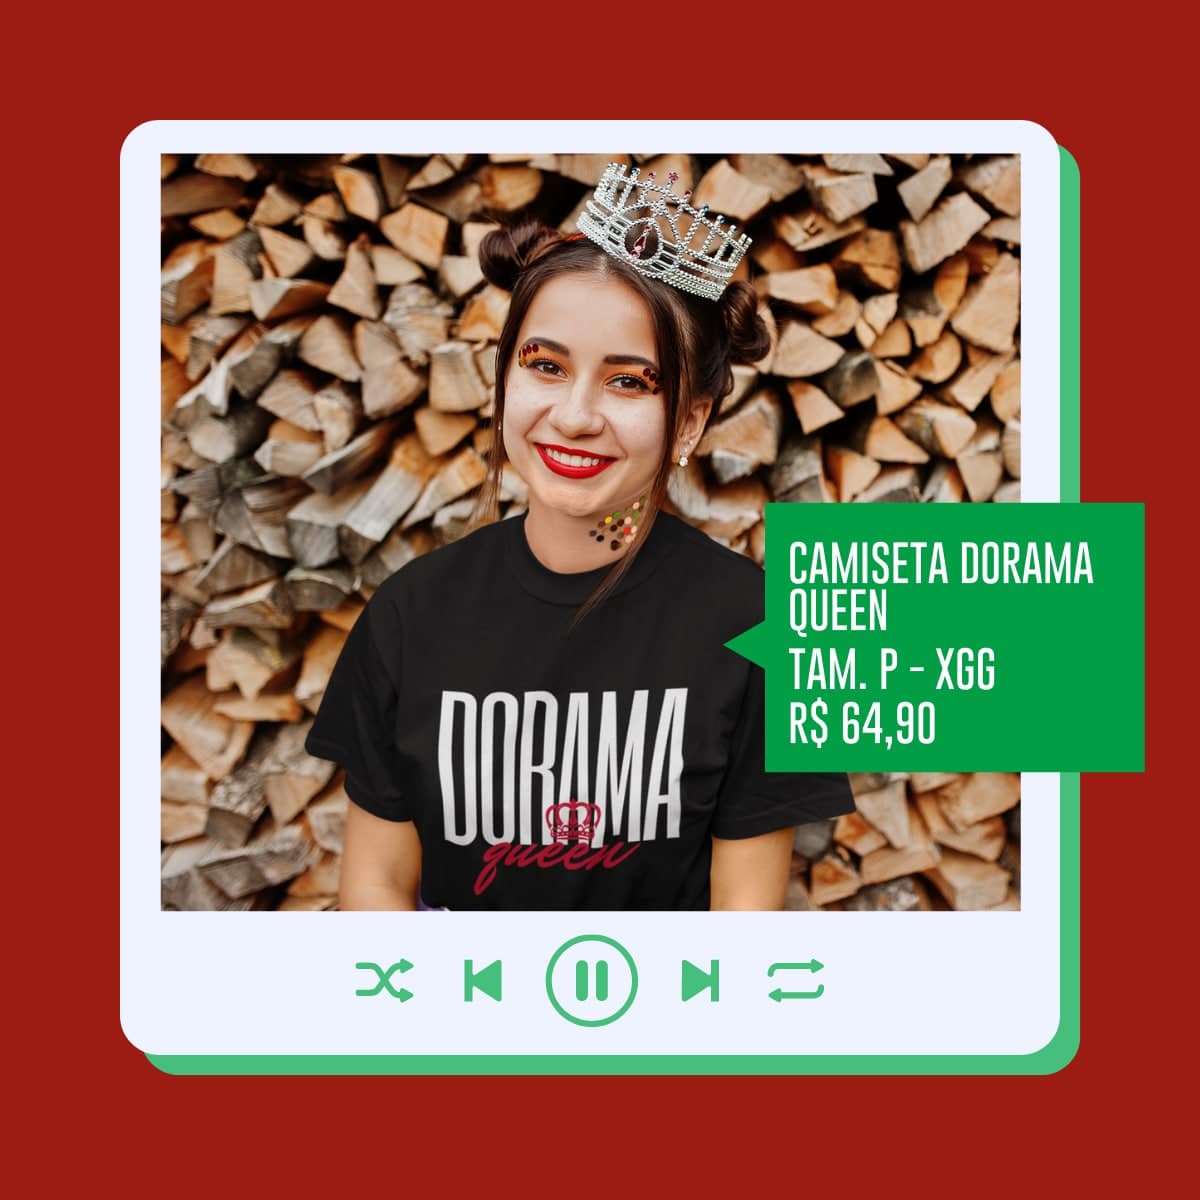 CAMISETA DORAMA
QUEEN
TAM. P - XGG
R$ 64,90
DORAMA
queen